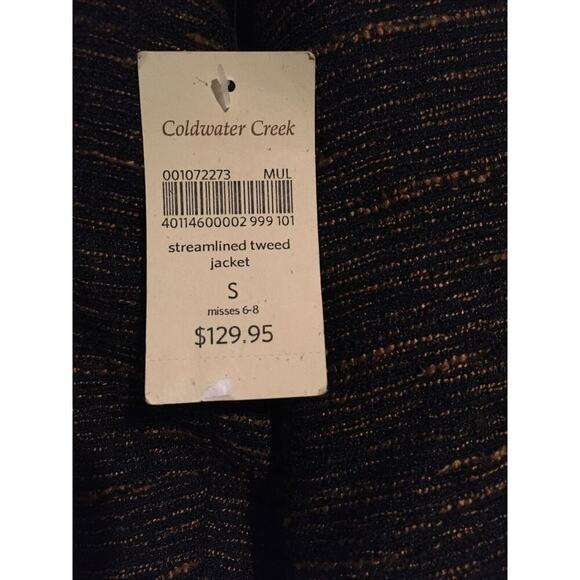 Coldwater Creek
001072273 MUL
40114600002 999 101
streamlined tweed
jacket
S
misses 6-8
$129.95